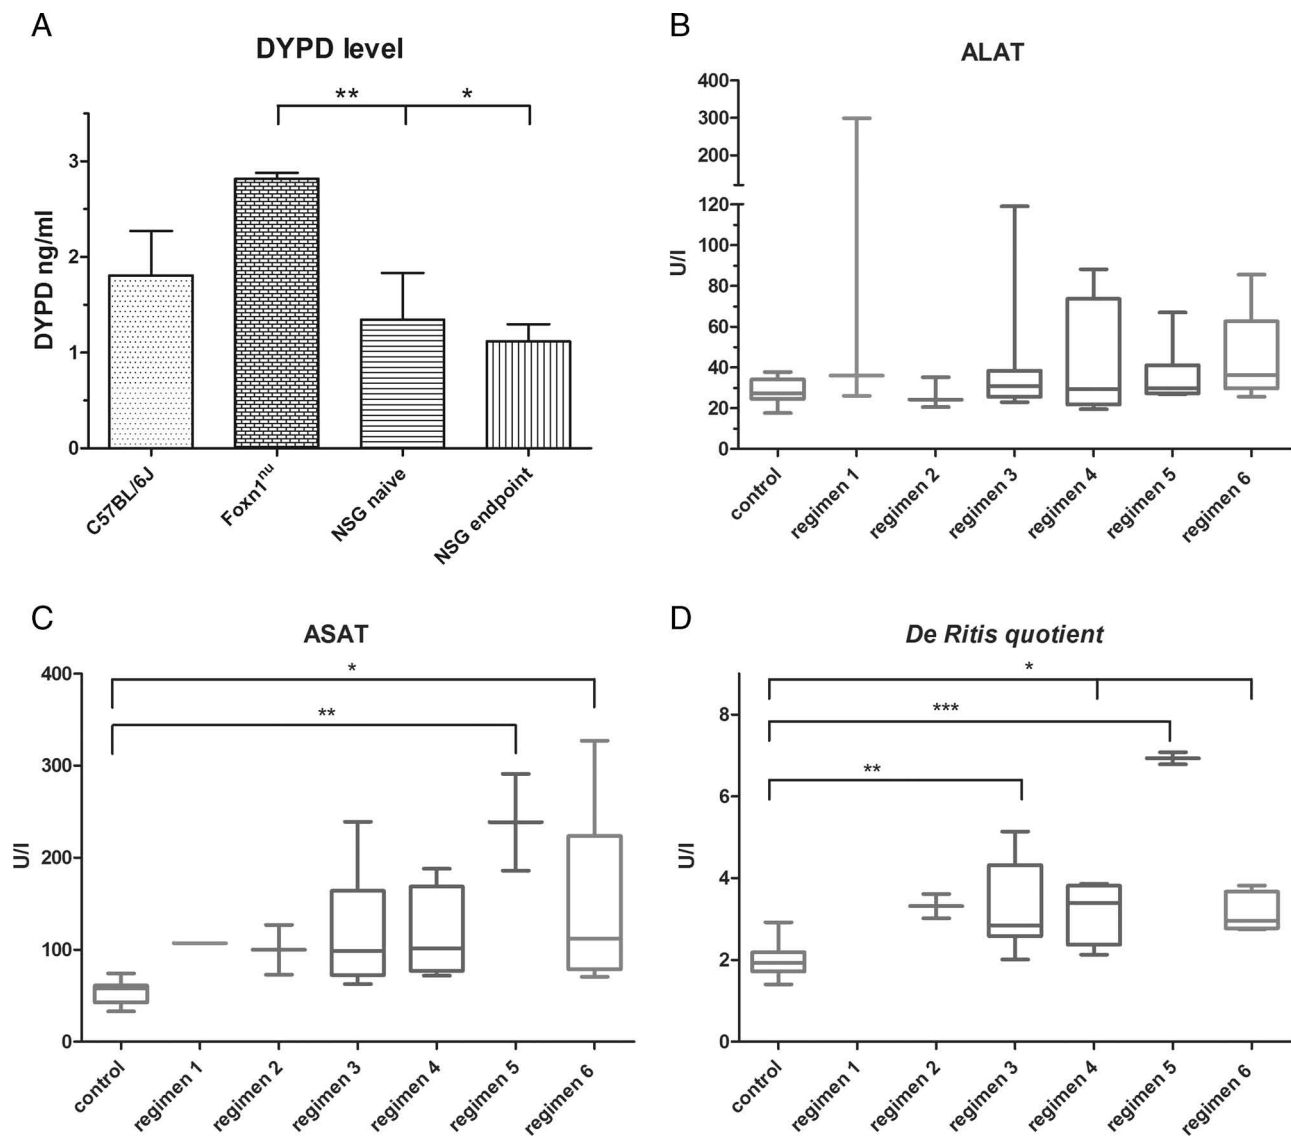 A
DYPD level
** *
DYPD ng/ml
3
2
1
0
C57BL/6J
Foxn1nu
NSG naive
NSG endpoint
B
ALAT
U/l
400
300
200
120
100
80
60
40
20
0
control
regimen 1
regimen 2
regimen 3
regimen 4
regimen 5
regimen 6
C
ASAT
*
**
U/l
400
300
200
100
0
control
regimen 1
regimen 2
regimen 3
regimen 4
regimen 5
regimen 6
D
De Ritis quotient
*
***
**
U/l
8
6
4
2
0
control
regimen 1
regimen 2
regimen 3
regimen 4
regimen 5
regimen 6